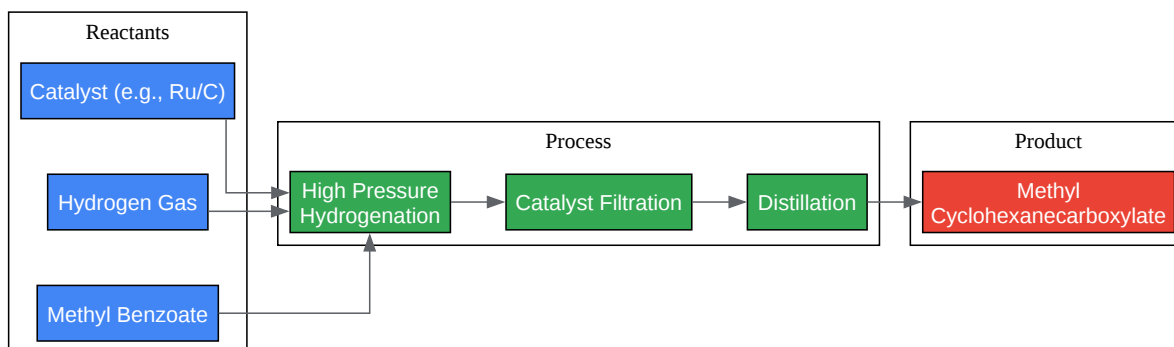 Reactants
Catalyst (e.g., Ru/C)
Hydrogen Gas
Methyl Benzoate
Process
High Pressure
Hydrogenation
Catalyst Filtration
Distillation
Product
Methyl
Cyclohexanecarboxylate